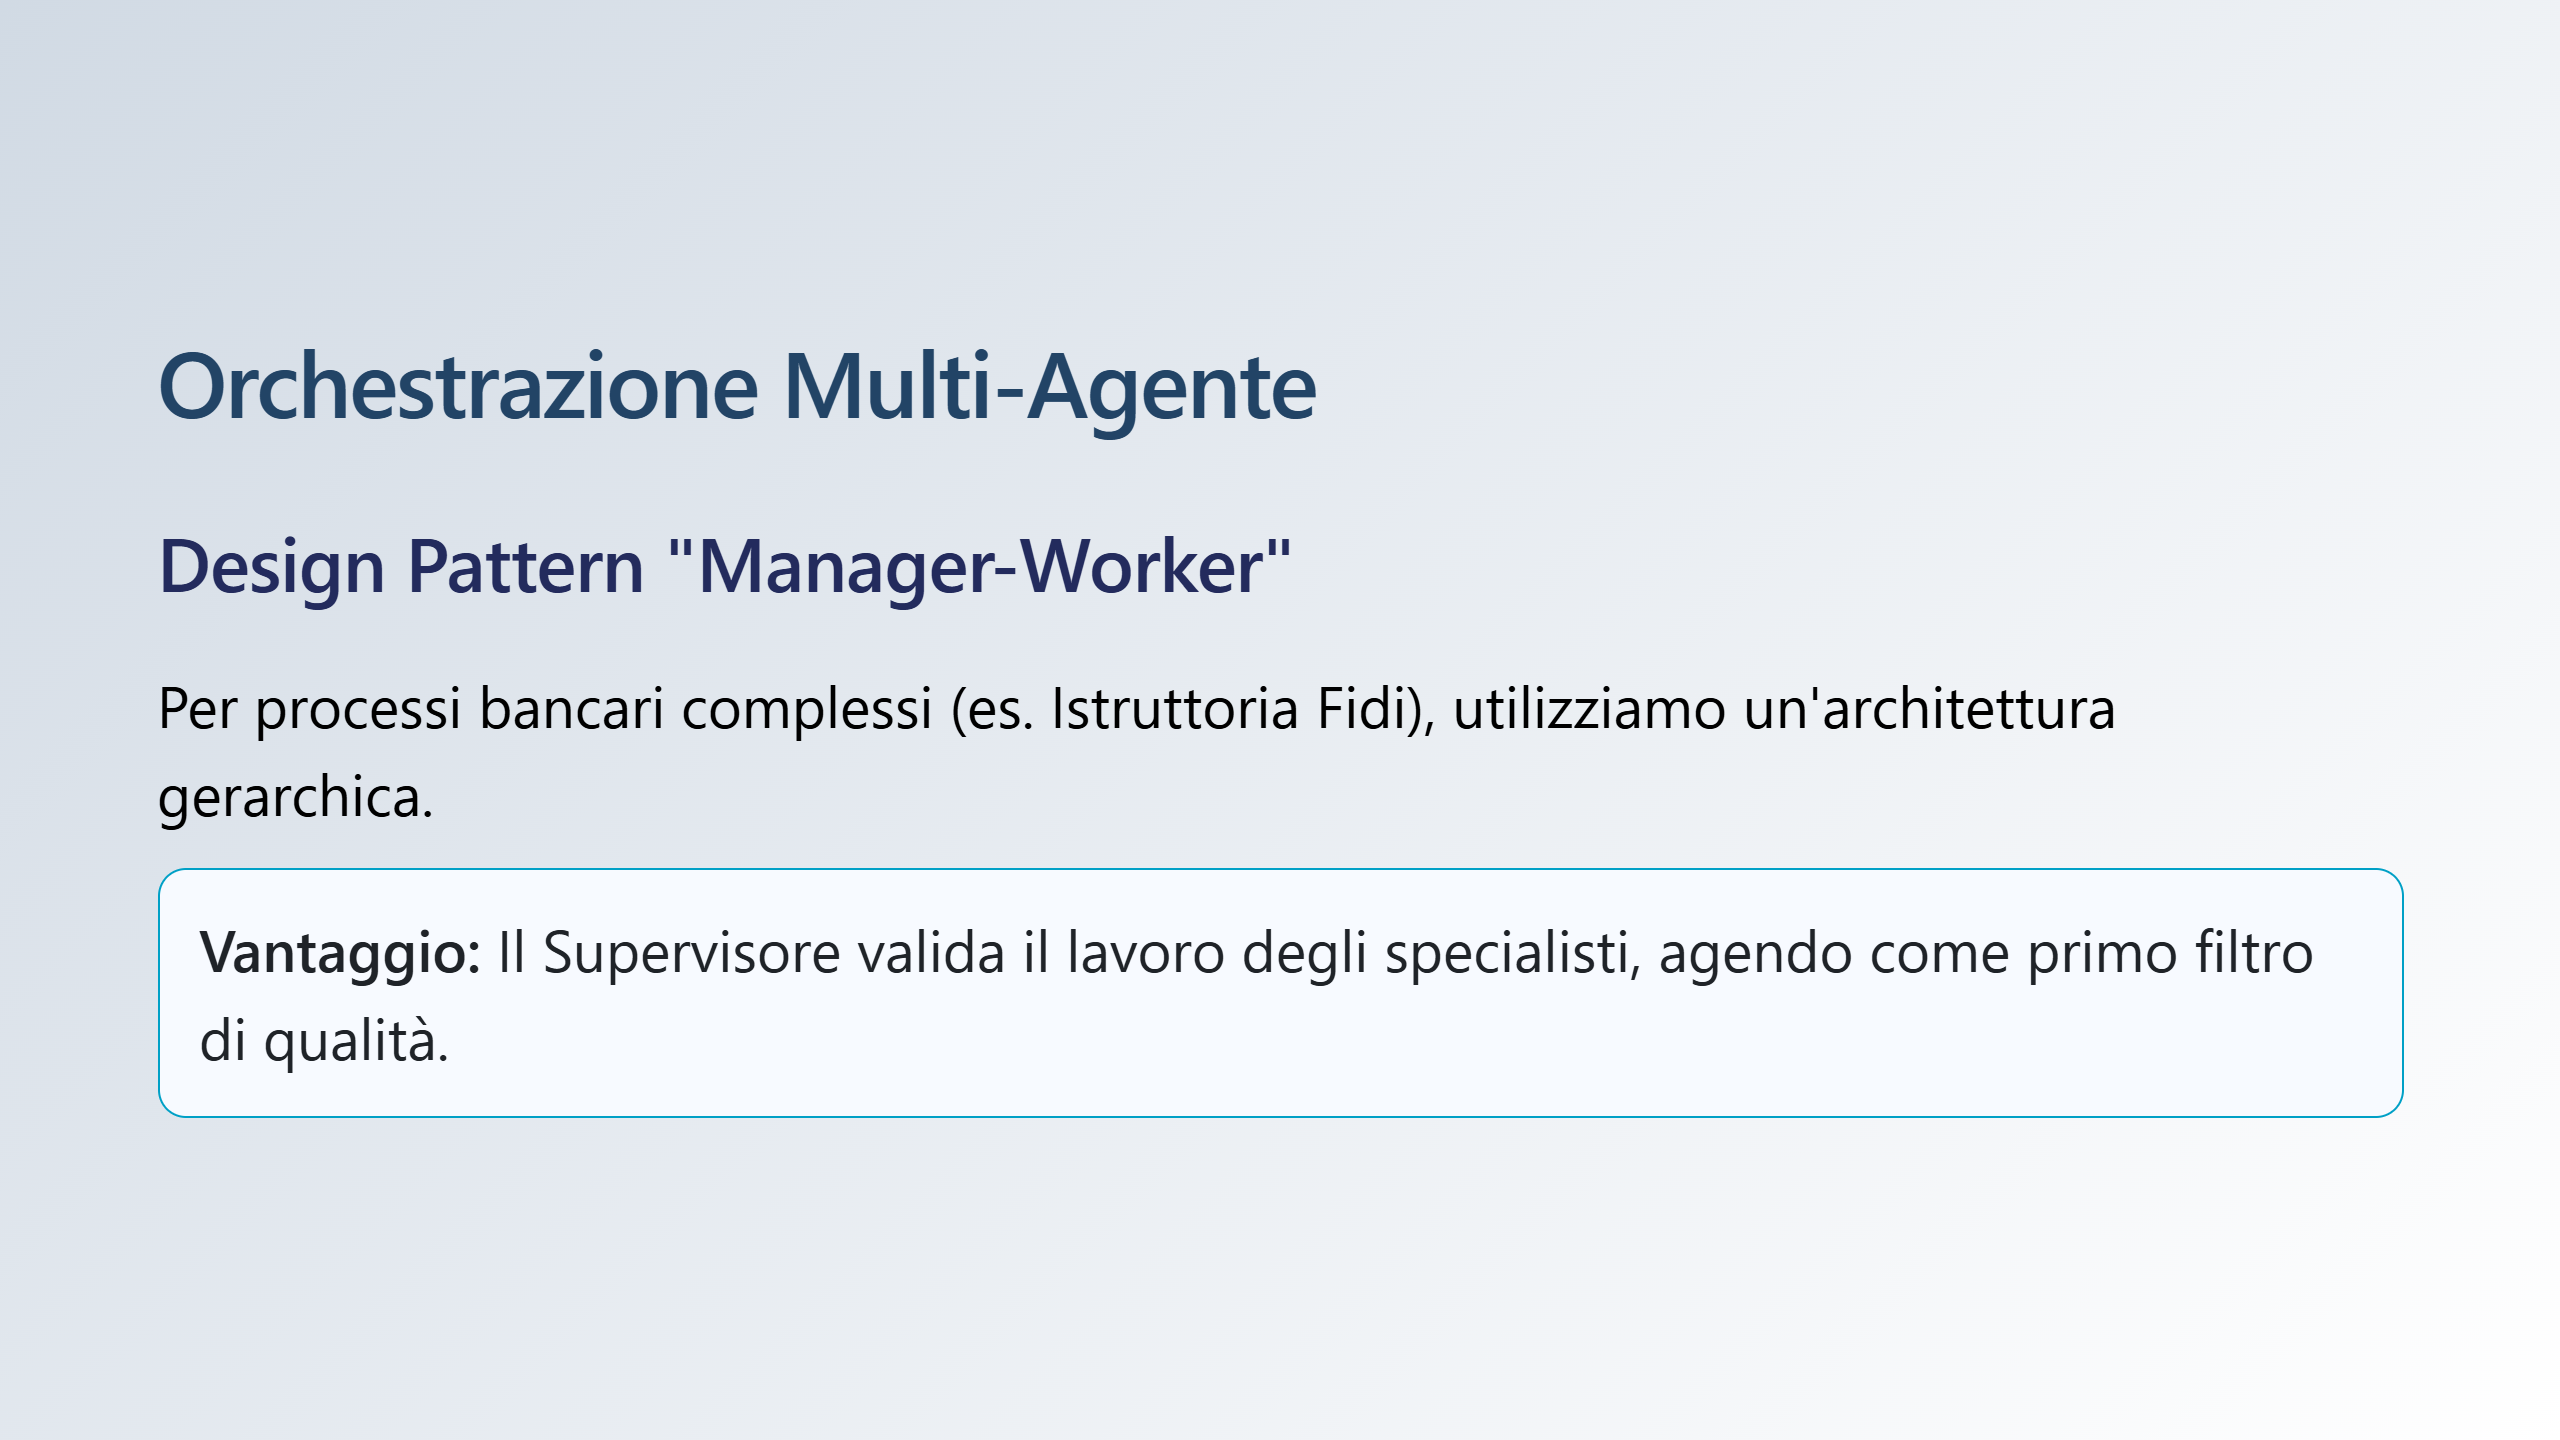 Orchestrazione Multi-Agente
Design Pattern "Manager-Worker"
Per processi bancari complessi (es. Istruttoria Fidi), utilizziamo un'architettura
gerarchica.
Vantaggio: Il Supervisore valida il lavoro degli specialisti, agendo come primo filtro
di qualità.